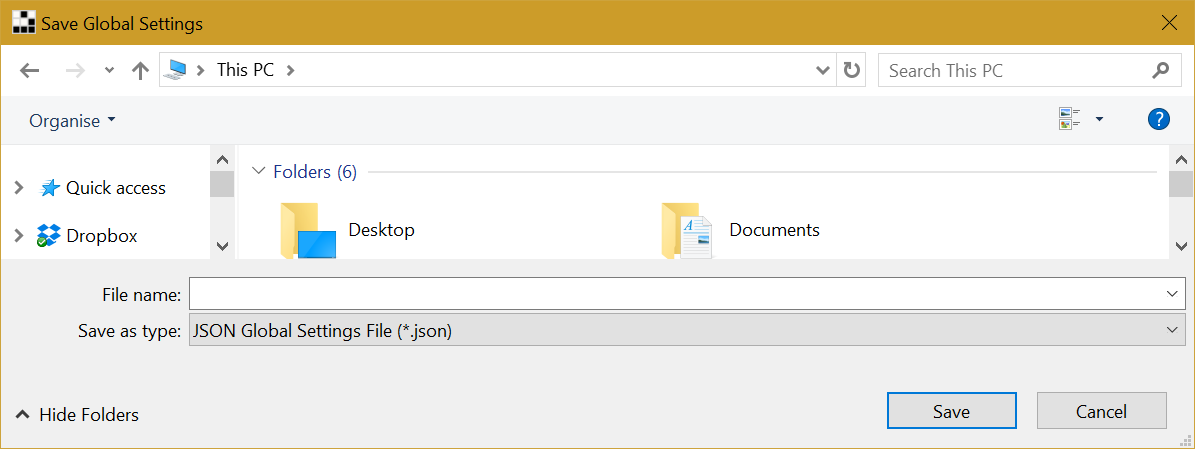 Save Global Settings
This PC
Search This PC
Organise
?
Quick access
Folders (6)
Dropbox
Desktop
Documents
File name:
Save as type: JSON Global Settings File (*.json)
Hide Folders
Save
Cancel